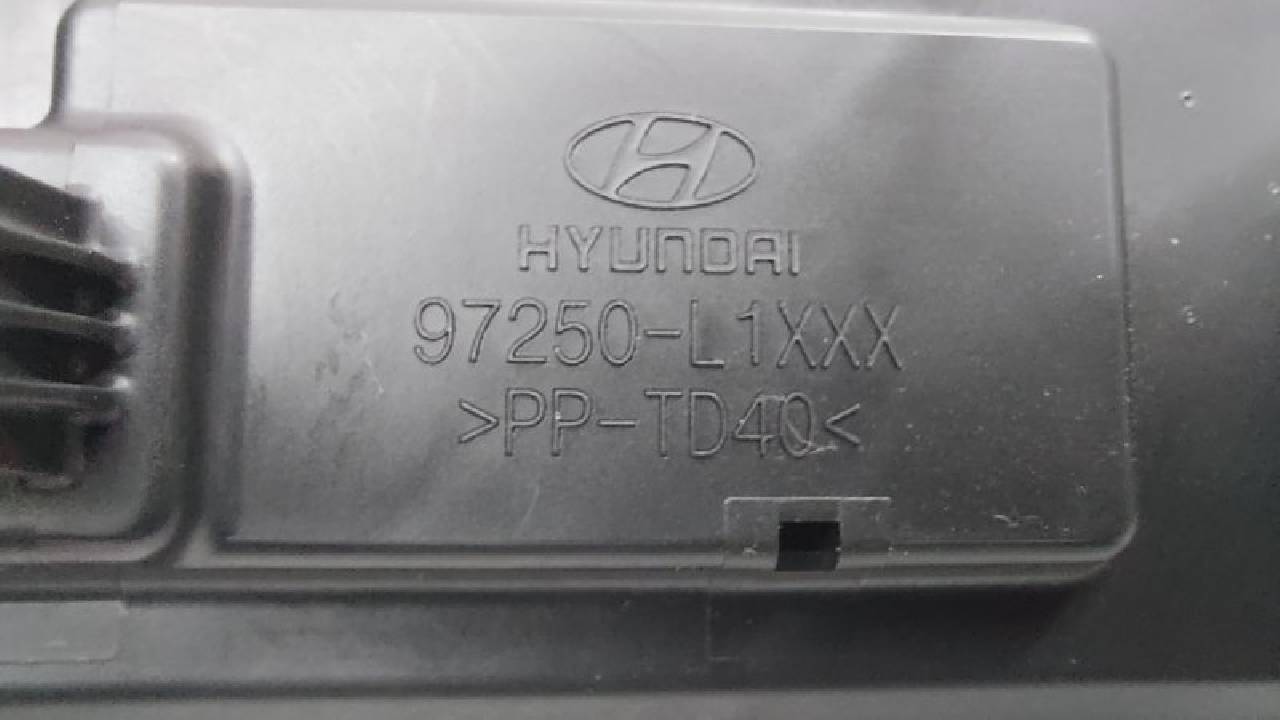 HYUNDAI
97250-L1XXX
>PP-TD40<